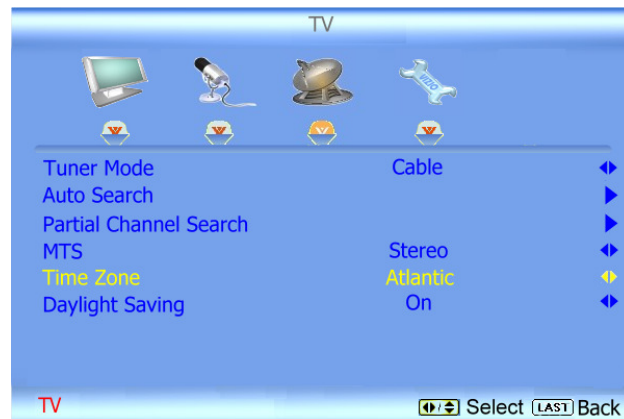 TV
VIZIO
Tuner Mode Cable
Auto Search
Partial Channel Search
MTS Stereo
Time Zone Atlantic
Daylight Saving On
TV Select LAST Back